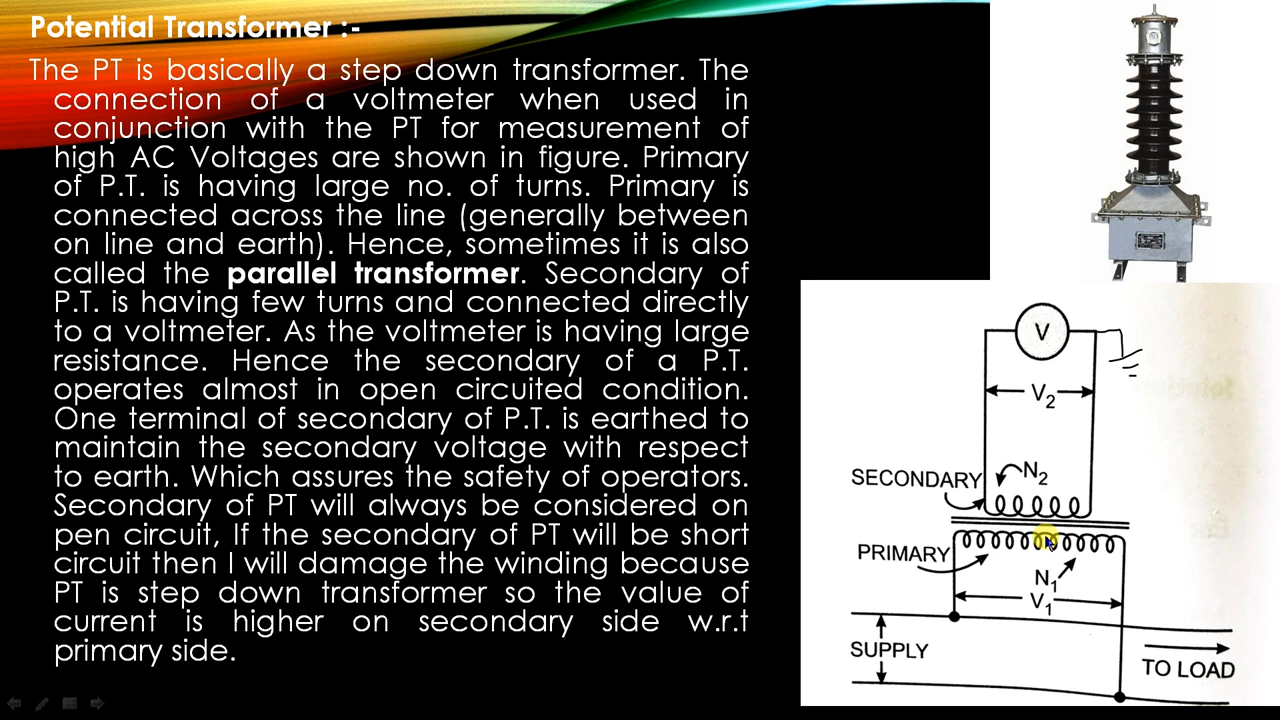 Potential Transformer :-
The PT is basically a step down transformer. The
connection of a voltmeter when used in
conjunction with the PT for measurement of
high AC Voltages are shown in figure. Primary
of P.T. is having large no. of turns. Primary is
connected across the line (generally between
on line and earth). Hence, sometimes it is also
called the parallel transformer. Secondary of
P.T. is having few turns and connected directly
to a voltmeter. As the voltmeter is having large
resistance. Hence the secondary of a P.T.
operates almost in open circuited condition.
One terminal of secondary of P.T. is earthed to
maintain the secondary voltage with respect
to earth. Which assures the safety of operators.
Secondary of PT will always be considered on
pen circuit, If the secondary of PT will be short
circuit then I will damage the winding because
PT is step down transformer so the value of
current is higher on secondary side w.r.t
primary side.
V
V2
N2
SECONDARY
PRIMARY
N1
V1
SUPPLY
TO LOAD